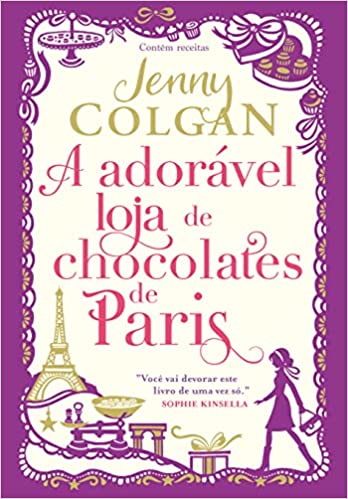 Contém receitas
Jenny
COLGAN
A adorável
loja de
chocolates
de
Paris
"Você vai devorar este
livro de uma vez só."
SOPHIE KINSELLA